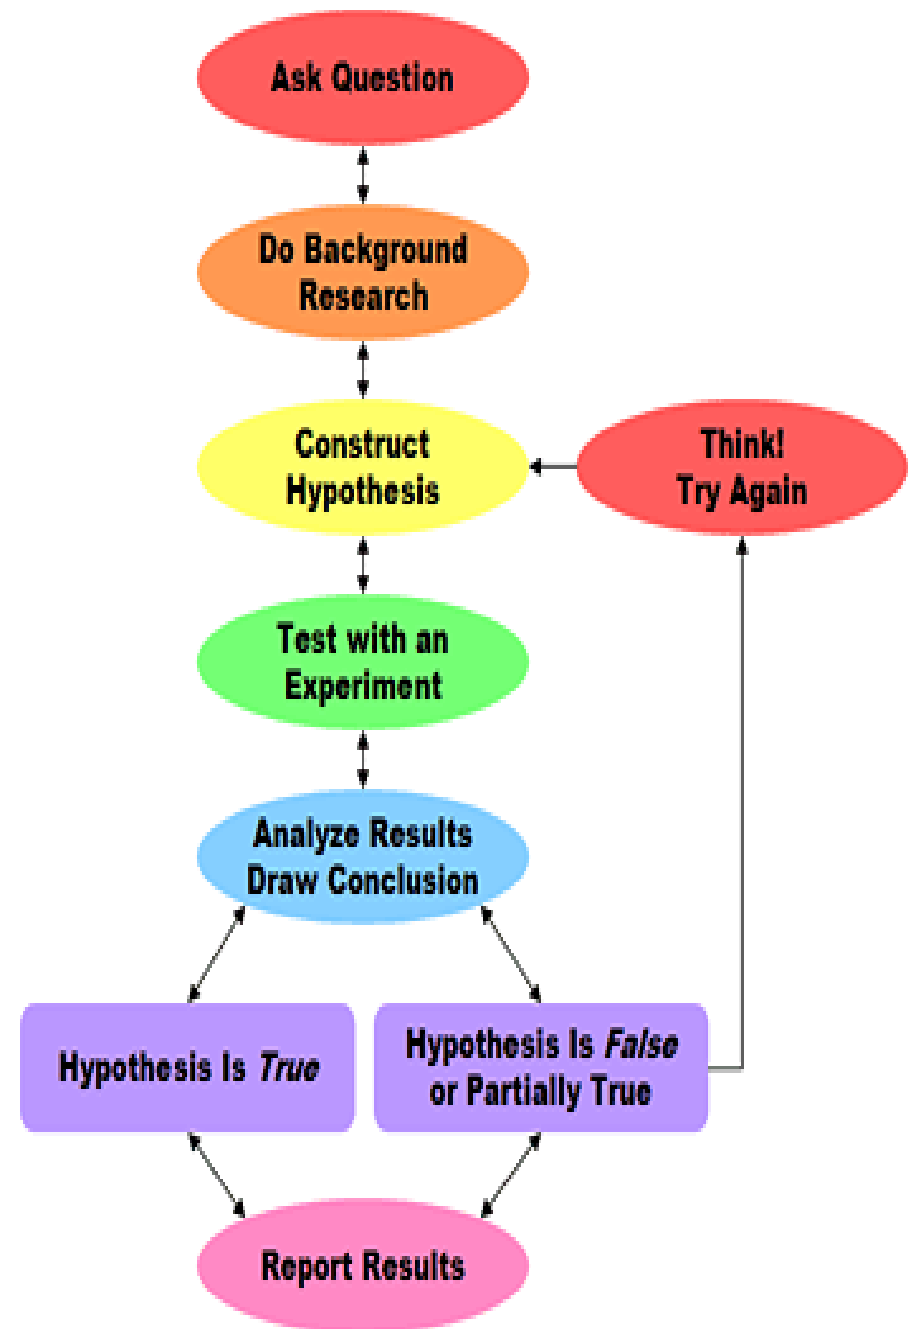 Ask Question
Do Background
Research
Construct
Hypothesis
Think!
Try Again
Test with an
Experiment
Analyze Results
Draw Conclusion
Hypothesis Is True
Hypothesis Is False
or Partially True
Report Results